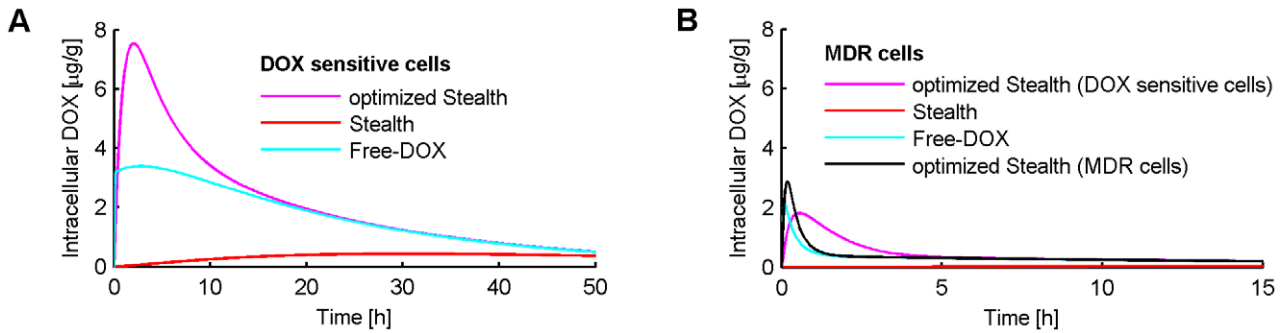 A
Intracellular DOX [µg/g]
8
6
4
2
0
DOX sensitive cells
optimized Stealth
Stealth
Free-DOX
0 10 20 30 40 50
Time [h]
B
Intracellular DOX [µg/g]
8
6
4
2
0
MDR cells
optimized Stealth (DOX sensitive cells)
Stealth
Free-DOX
optimized Stealth (MDR cells)
0 5 10 15
Time [h]